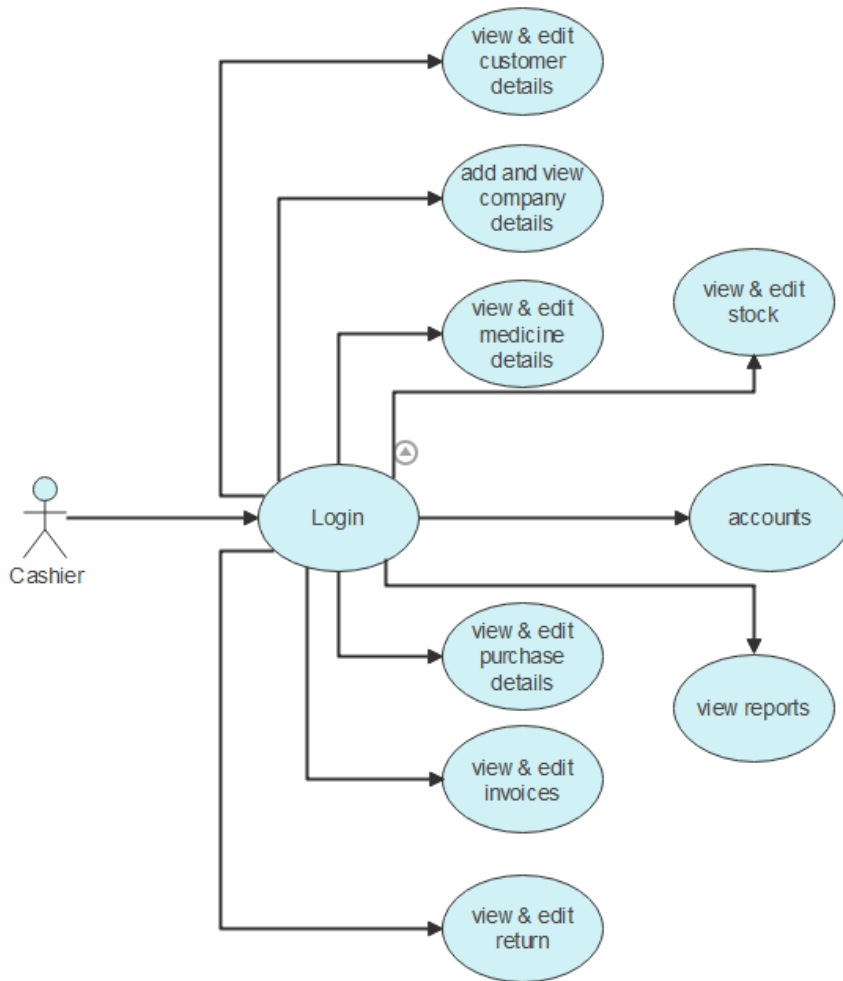 view & edit
customer
details
add and view
company
details
view & edit
medicine
details
view & edit
stock
Login
accounts
Cashier
view & edit
purchase
details
view reports
view & edit
invoices
view & edit
return